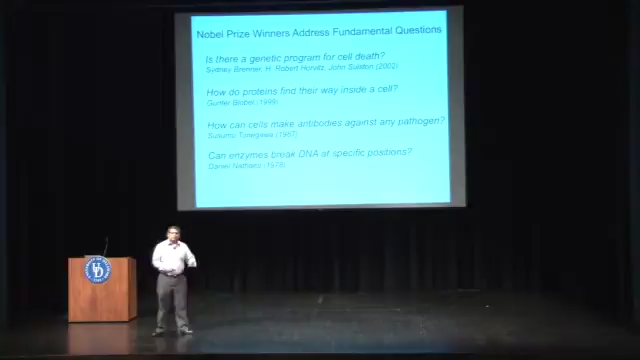 Nobel Prize Winners Address Fundamental Questions
Is there a genetic program for cell death?
Sydney Brenner, H. Robert Horvitz, John Sulston (2002)
How do proteins find their way inside a cell?
Gunter Blobel (1999)
How can cells make antibodies against any pathogen?
Susumu Tonegawa (1987)
Can enzymes break DNA at specific positions?
Daniel Nathans (1978)
UD